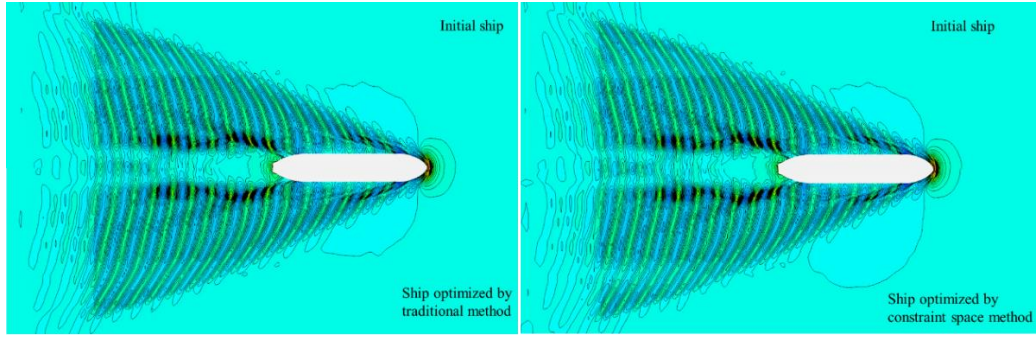 Initial ship
Ship optimized by
traditional method
Initial ship
Ship optimized by
constraint space method